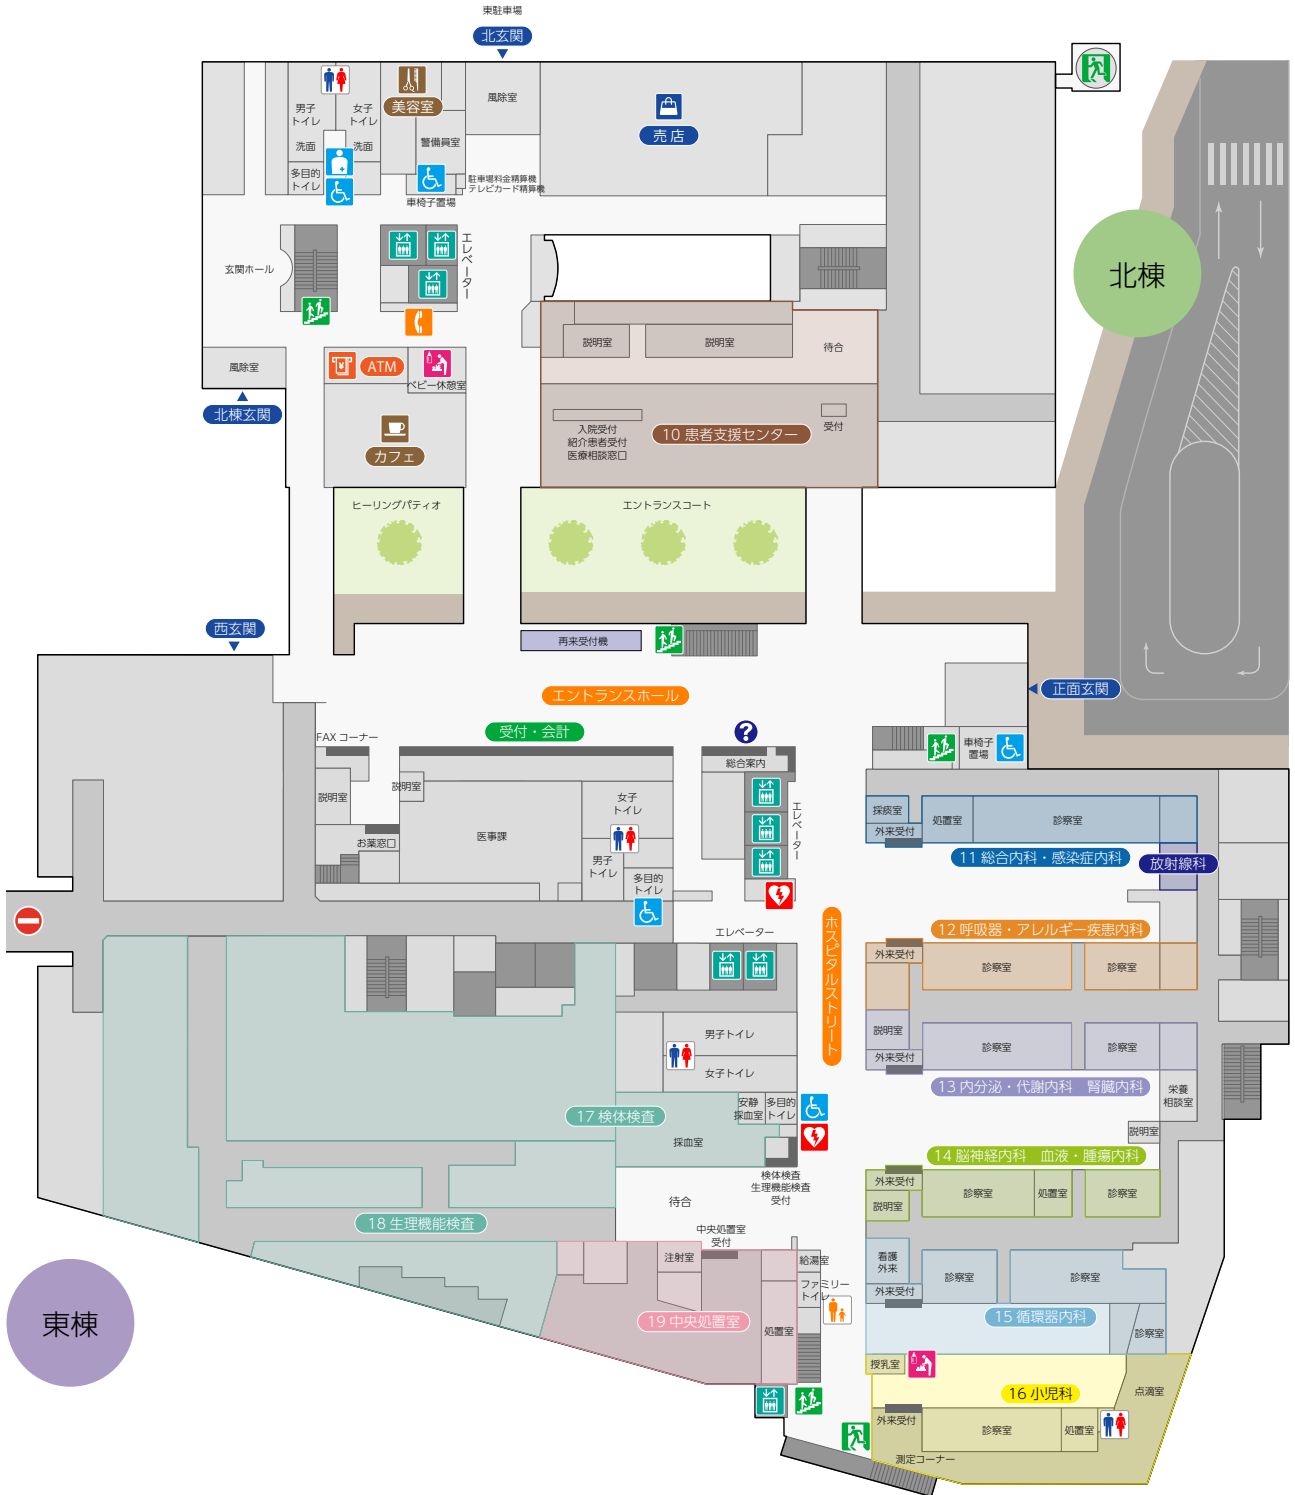 東駐車場
北玄関
美容室
男子
トイレ
女子
トイレ
洗面
洗面
多目的
トイレ
警備員室
風除室
売店
駐車場料金精算機
テレビカード精算機
車椅子置場
玄関ホール
エレベーター
北棟
説明室
説明室
待合
風除室
ATM
ベビー休憩室
北棟玄関
カフェ
入院受付
紹介患者受付
医療相談窓口
10 患者支援センター
受付
ヒーリングパティオ
エントランスコート
西玄関
再来受付機
エントランスホール
正面玄関
受付・会計
FAX コーナー
?
総合案内
車椅子
置場
説明室
説明室
女子
トイレ
エレベーター
お薬窓口
医事課
男子
トイレ
多目的
トイレ
採痰室
外来受付
処置室
診察室
11 総合内科・感染症内科
放射線科
エレベーター
ホスピタルストリート
12 呼吸器・アレルギー疾患内科
外来受付
診察室
診察室
説明室
外来受付
診察室
診察室
13 内分泌・代謝内科 腎臓内科
栄養
相談室
説明室
男子トイレ
女子トイレ
17 検体検査
安静
採血室
多目的
トイレ
採血室
検体検査
生理機能検査
受付
待合
14 脳神経内科 血液・腫瘍内科
外来受付
説明室
診察室
処置室
診察室
18 生理機能検査
中央処置室
受付
注射室
給湯室
ファミリー
トイレ
19 中央処置室
処置室
看護
外来
外来受付
診察室
診察室
15 循環器内科
診察室
東棟
授乳室
16 小児科
点滴室
外来受付
診察室
処置室
測定コーナー